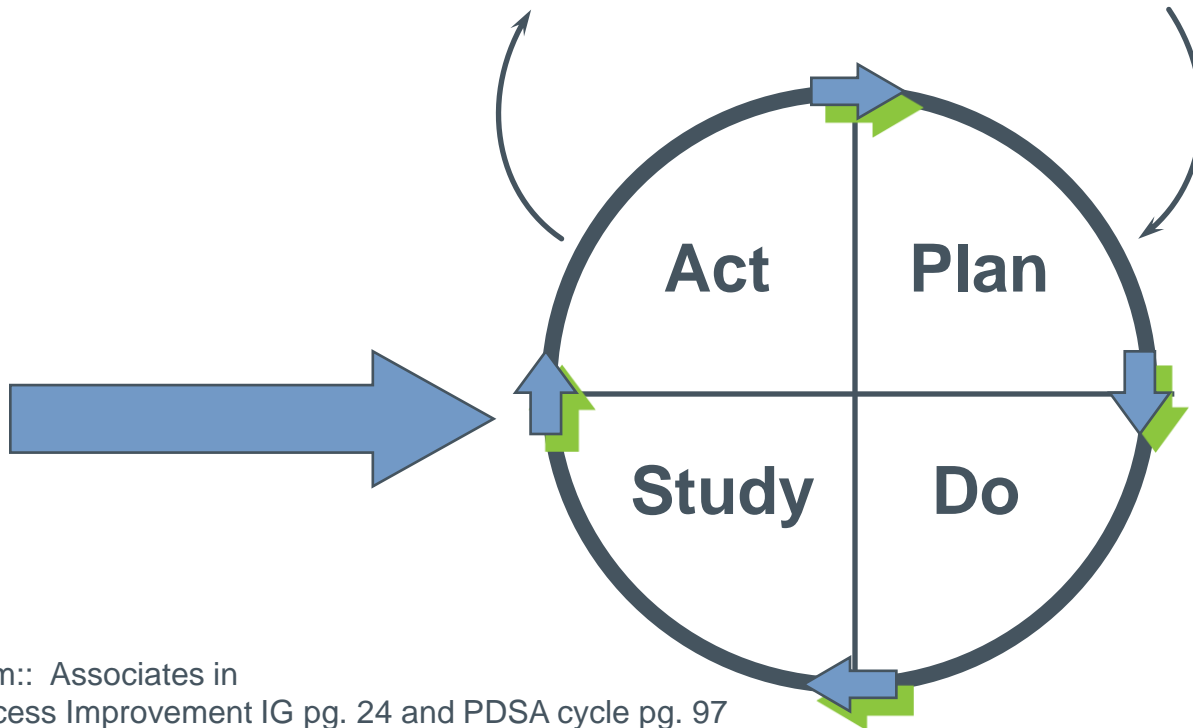 Act Plan
Study Do
m:: Associates in
cess Improvement IG pg. 24 and PDSA cycle pg. 97